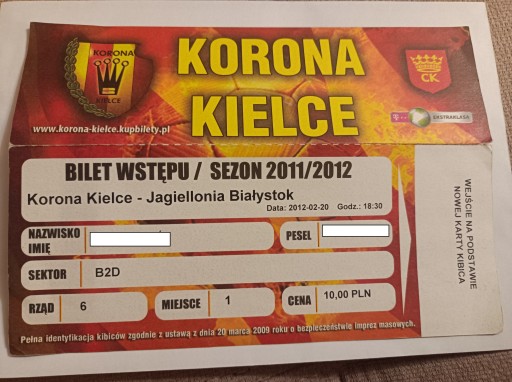 KORONA
KIELCE
KORONA
KIELCE
CK
EKSTRAKLASA
www.korona-kielce.kupbilety.pl
BILET WSTĘPU / SEZON 2011/2012
Korona Kielce - Jagiellonia Białystok
Data: 2012-02-20 Godz.: 18:30
NAZWISKO
IMIĘ
PESEL
SEKTOR B2D
RZĄD 6 MIEJSCE 1 CENA 10,00 PLN
Pełna identyfikacja kibiców zgodnie z ustawą z dnia 20 marca 2009 roku o bezpieczeństwie imprez masowych.
WEJŚCIE NA PODSTAWIE
NOWEJ KARTY KIBICA